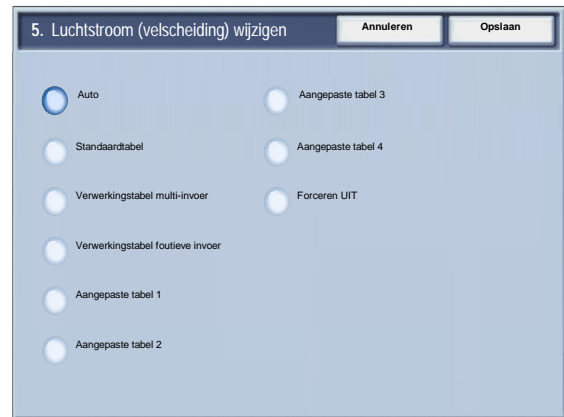 5. Luchtstroom (velscheiding) wijzigen
Annuleren
Opslaan
Auto
Standaardtabel
Verwerkingstabel multi-invoer
Verwerkingstabel foutieve invoer
Aangepaste tabel 1
Aangepaste tabel 2
Aangepaste tabel 3
Aangepaste tabel 4
Forceren UIT